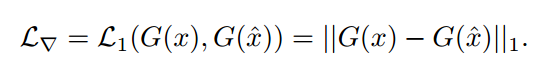 ℒ_∇ = ℒ_1(G(x), G(x̂)) = ||G(x) − G(x̂)||_1.